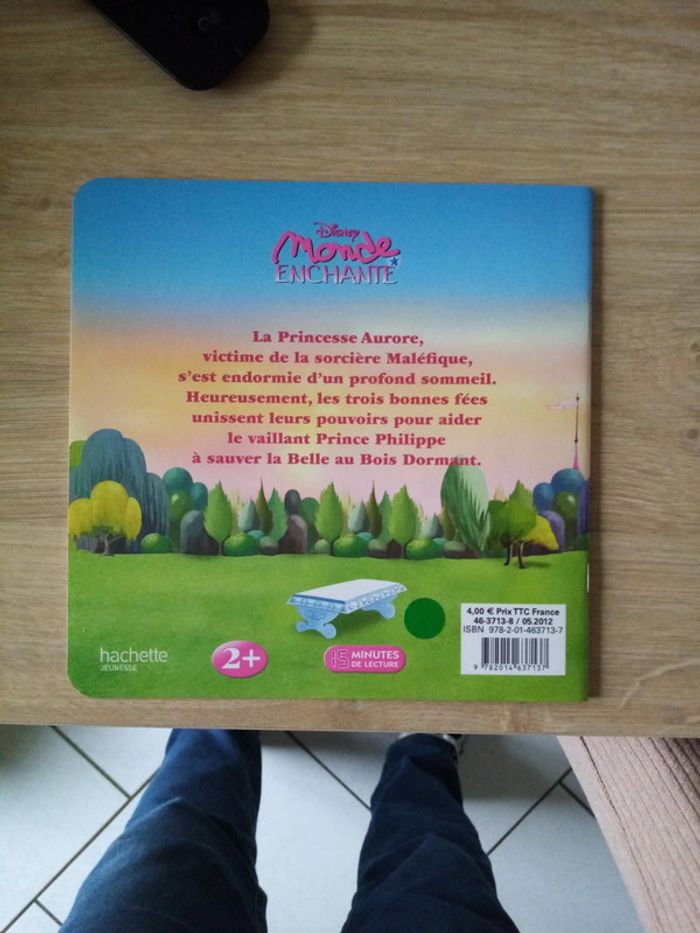 Disney
Monde
ENCHANTÉ
La Princesse Aurore,
victime de la sorcière Maléfique,
s'est endormie d'un profond sommeil.
Heureusement, les trois bonnes fées
unissent leurs pouvoirs pour aider
le vaillant Prince Philippe
à sauver la Belle au Bois Dormant.
hachette
JEUNESSE
2+
15 MINUTES
DE LECTURE
4,00 € Prix TTC France
46-3713-8 / 05.2012
ISBN 978-2-01-463713-7
9 782014 637137